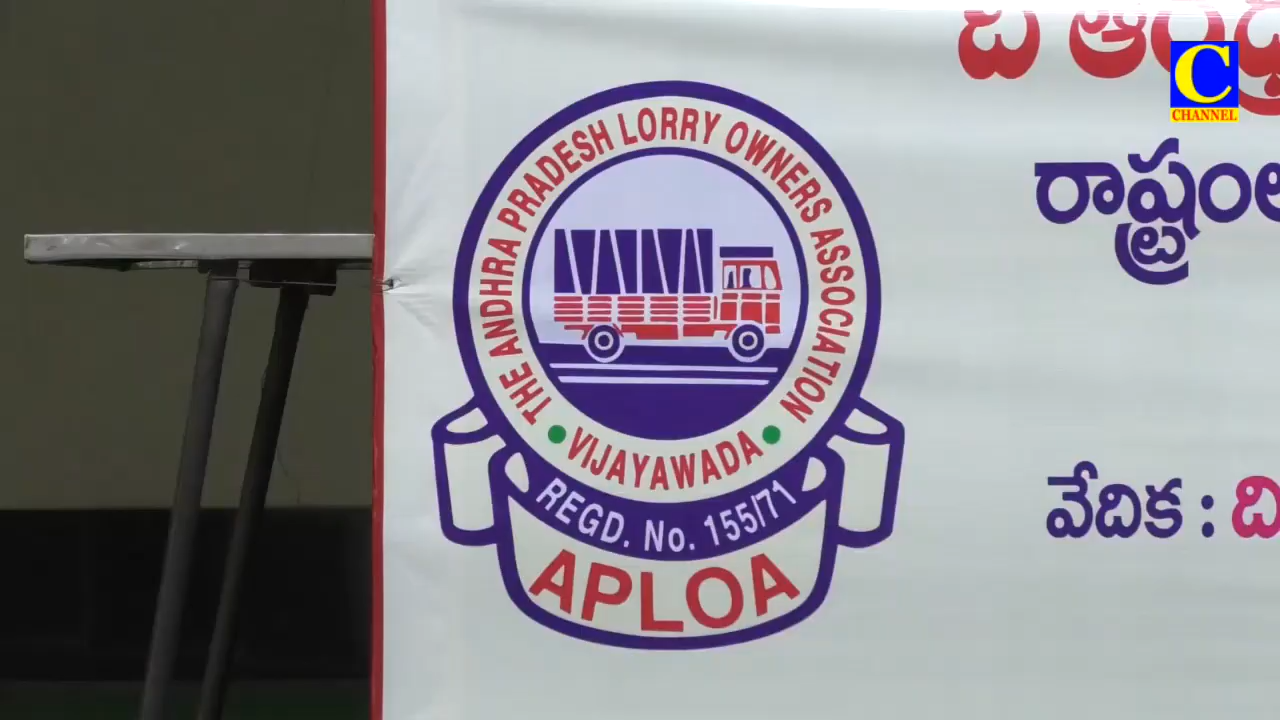 ది ఆంధ్ర
C
CHANNEL
రాష్ట్రంల
THE ANDHRA PRADESH LORRY OWNERS ASSOCIATION
VIJAYAWADA
REGD. No. 155/71
APLOA
వేదిక : ది